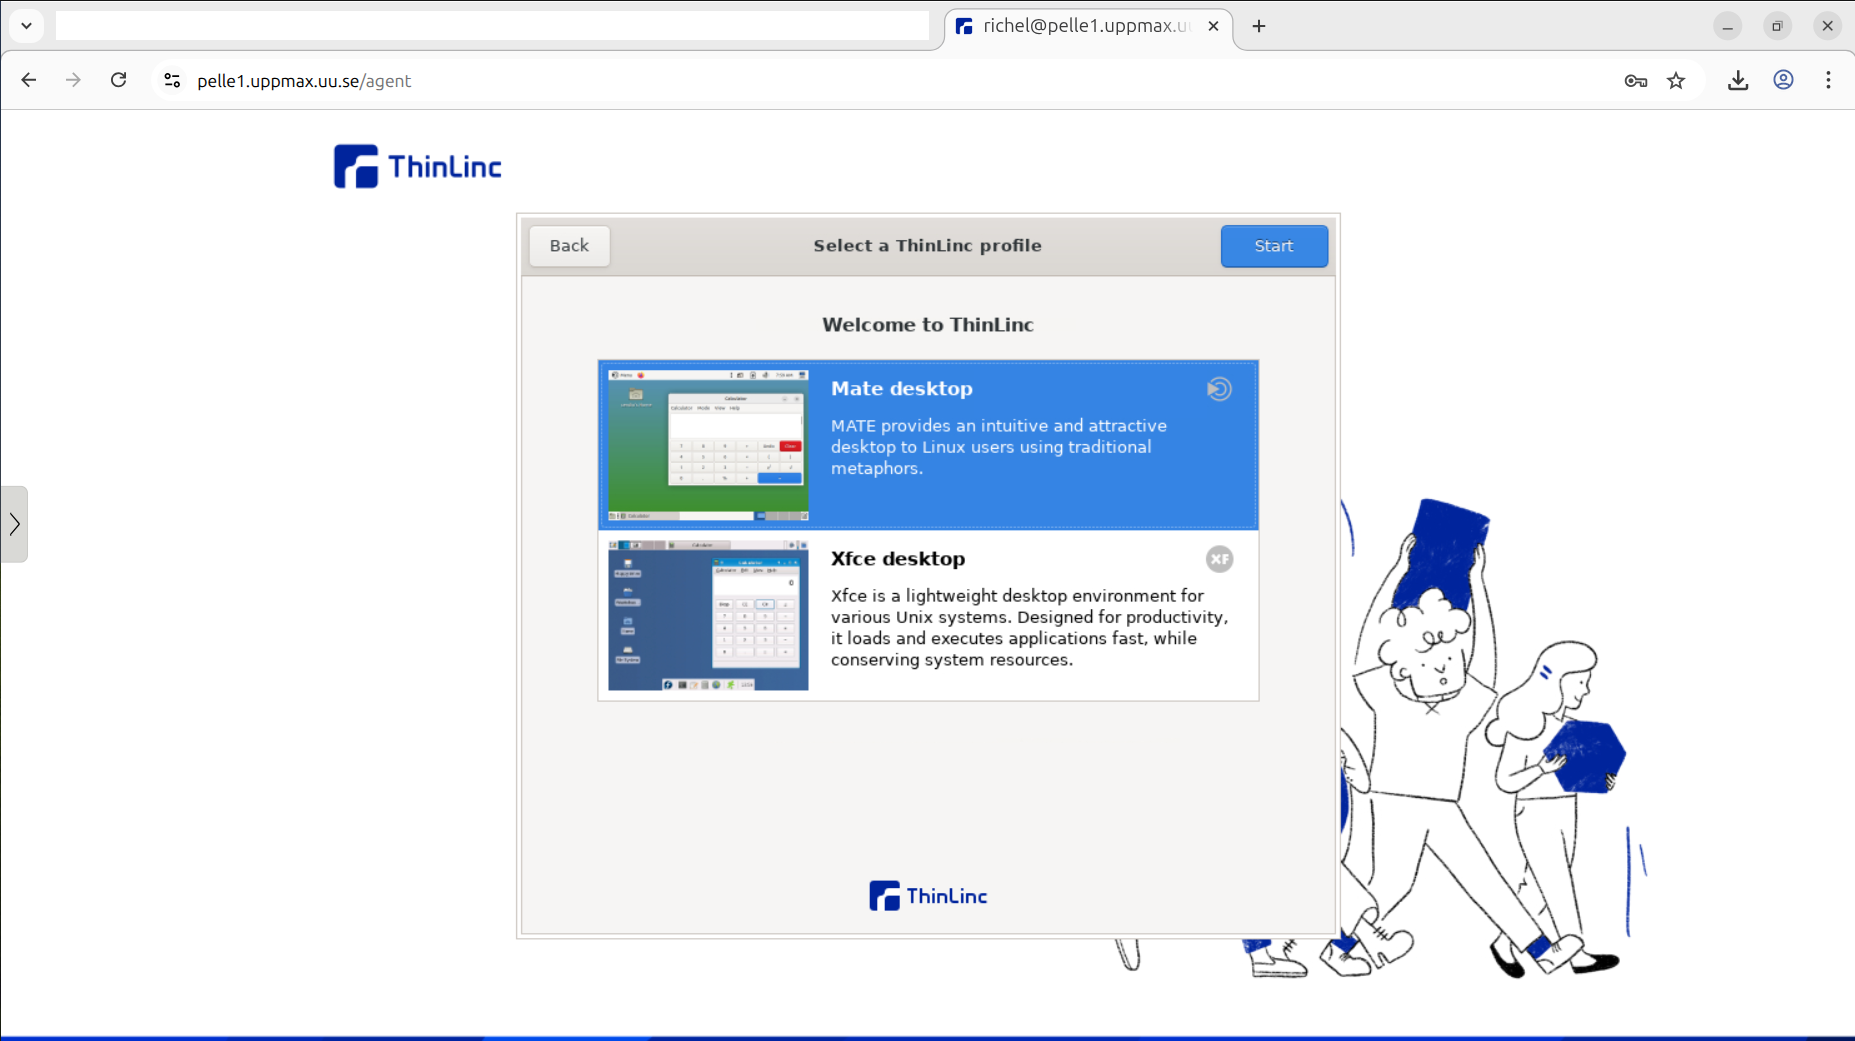 richel@pelle1.uppmax.u
pelle1.uppmax.uu.se/agent
ThinLinc
Back
Select a ThinLinc profile
Start
Welcome to ThinLinc
Mate desktop
MATE provides an intuitive and attractive
desktop to Linux users using traditional
metaphors.
Xfce desktop
XF
Xfce is a lightweight desktop environment for
various Unix systems. Designed for productivity,
it loads and executes applications fast, while
conserving system resources.
ThinLinc